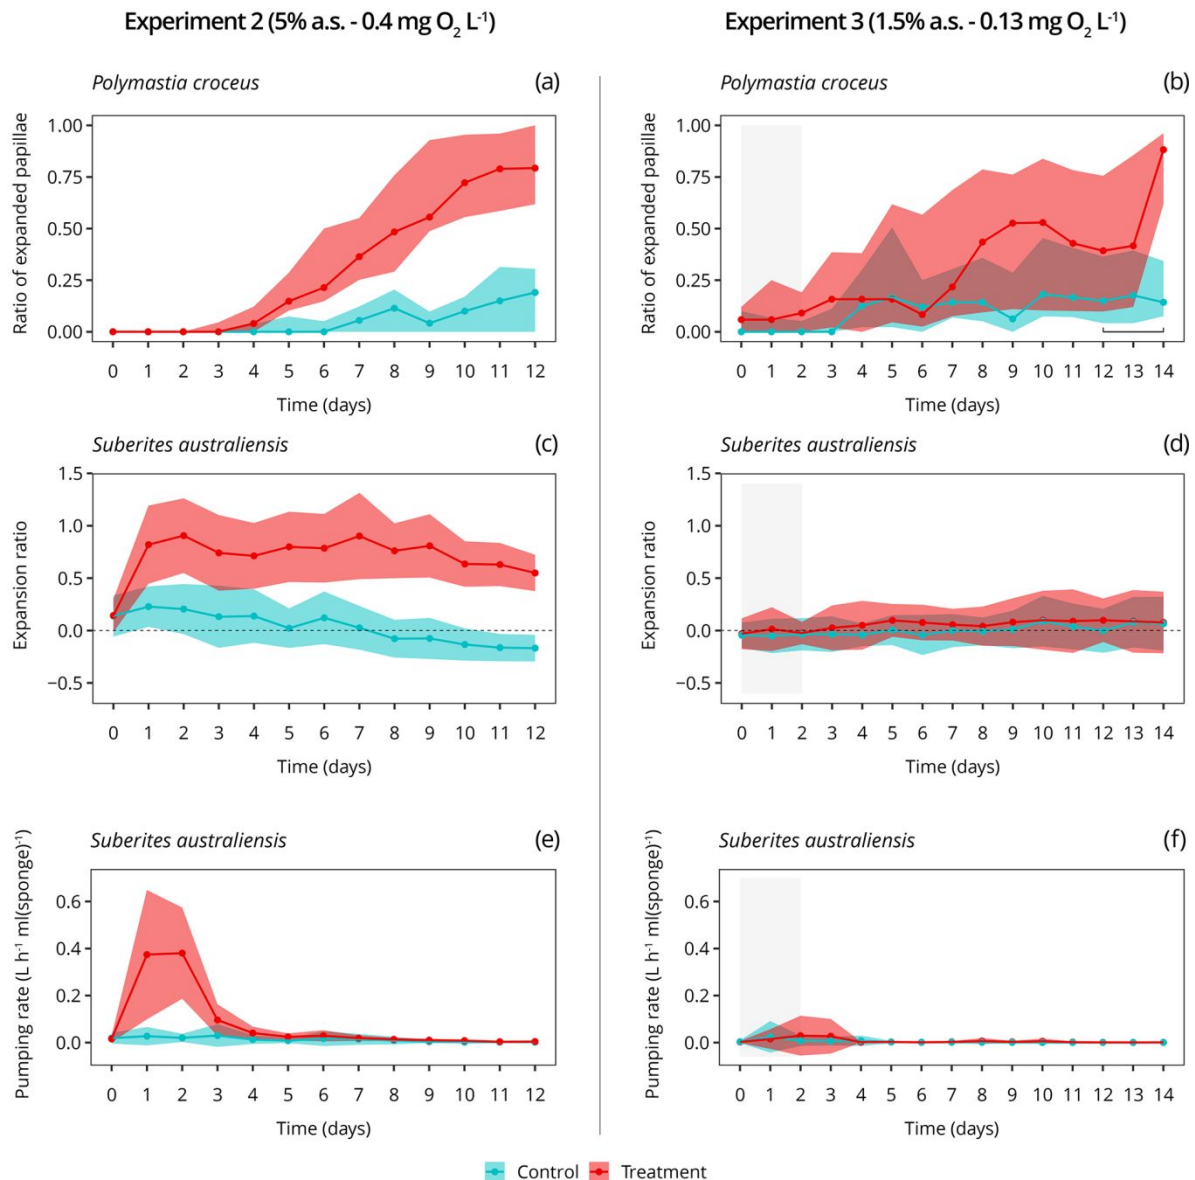 Experiment 2 (5% a.s. - 0.4 mg O₂ L⁻¹)
Experiment 3 (1.5% a.s. - 0.13 mg O₂ L⁻¹)
Polymastia croceus
(a)
Ratio of expanded papillae
1.00
0.75
0.50
0.25
0.00
0 1 2 3 4 5 6 7 8 9 10 11 12
Time (days)
Polymastia croceus
(b)
Ratio of expanded papillae
1.00
0.75
0.50
0.25
0.00
0 1 2 3 4 5 6 7 8 9 10 11 12 13 14
Time (days)
Suberites australiensis
(c)
Expansion ratio
1.5
1.0
0.5
0.0
−0.5
0 1 2 3 4 5 6 7 8 9 10 11 12
Time (days)
Suberites australiensis
(d)
Expansion ratio
1.5
1.0
0.5
0.0
−0.5
0 1 2 3 4 5 6 7 8 9 10 11 12 13 14
Time (days)
Suberites australiensis
(e)
Pumping rate (L h⁻¹ ml(sponge)⁻¹)
0.6
0.4
0.2
0.0
0 1 2 3 4 5 6 7 8 9 10 11 12
Time (days)
Suberites australiensis
(f)
Pumping rate (L h⁻¹ ml(sponge)⁻¹)
0.6
0.4
0.2
0.0
0 1 2 3 4 5 6 7 8 9 10 11 12 13 14
Time (days)
Control Treatment